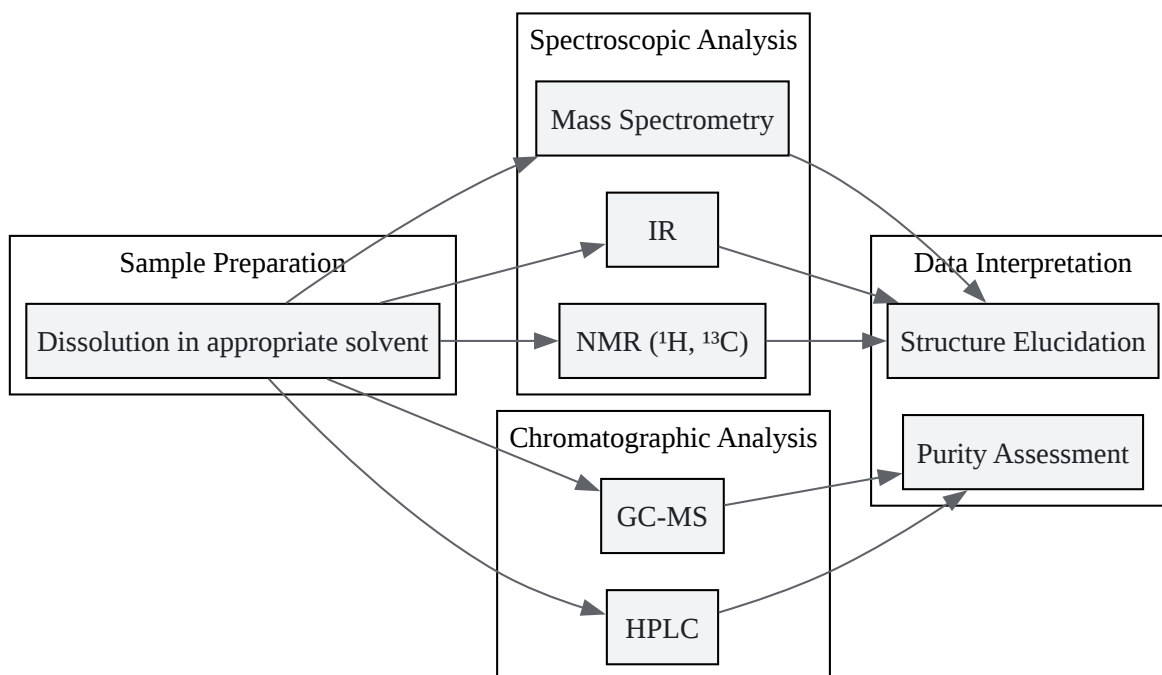 Spectroscopic Analysis
Mass Spectrometry
IR
NMR (¹H, ¹³C)
Sample Preparation
Dissolution in appropriate solvent
Chromatographic Analysis
GC-MS
HPLC
Data Interpretation
Structure Elucidation
Purity Assessment